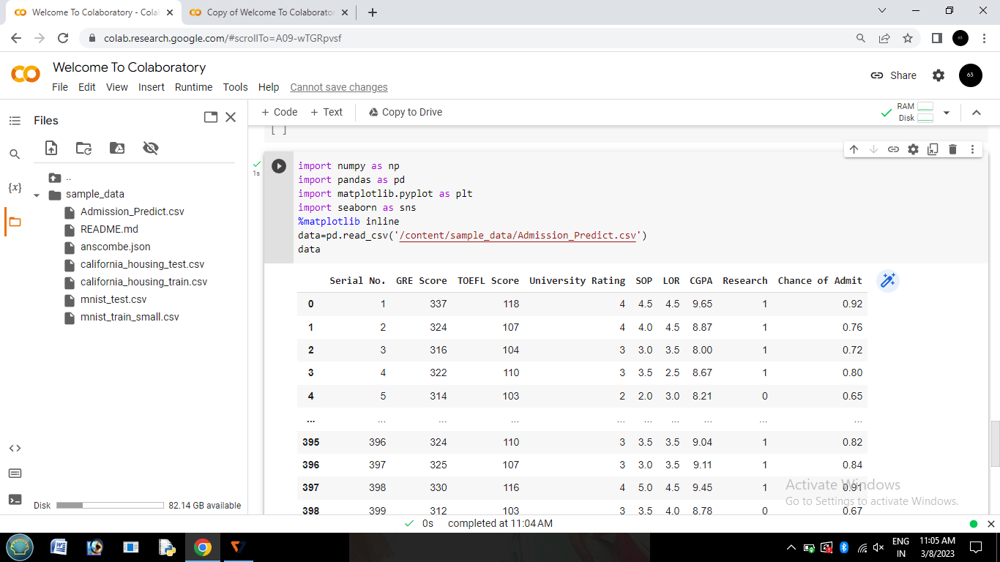 Welcome To Colaboratory - Cola
Copy of Welcome To Colaborator
colab.research.google.com/#scrollTo=A09-wTGRpvsf
Welcome To Colaboratory
Share
63
File Edit View Insert Runtime Tools Help Cannot save changes
Files
+ Code + Text Copy to Drive
RAM
Disk
[ ]
..
sample_data
Admission_Predict.csv
README.md
anscombe.json
california_housing_test.csv
california_housing_train.csv
mnist_test.csv
mnist_train_small.csv
{x}
1s
import numpy as np
import pandas as pd
import matplotlib.pyplot as plt
import seaborn as sns
%matplotlib inline
data=pd.read_csv('/content/sample_data/Admission_Predict.csv')
data
Serial No. GRE Score TOEFL Score University Rating SOP LOR CGPA Research Chance of Admit
0 1 337 118 4 4.5 4.5 9.65 1 0.92
1 2 324 107 4 4.0 4.5 8.87 1 0.76
2 3 316 104 3 3.0 3.5 8.00 1 0.72
3 4 322 110 3 3.5 2.5 8.67 1 0.80
4 5 314 103 2 2.0 3.0 8.21 0 0.65
... ... ... ... ... ... ... ... ... ...
395 396 324 110 3 3.5 3.5 9.04 1 0.82
396 397 325 107 3 3.0 3.5 9.11 1 0.84
397 398 330 116 4 5.0 4.5 9.45 1 0.91
398 399 312 103 3 3.5 4.0 8.78 0 0.67
Activate Windows
Go to Settings to activate Windows.
Disk 82.14 GB available
0s completed at 11:04 AM
ENG
IN
11:05 AM
3/8/2023